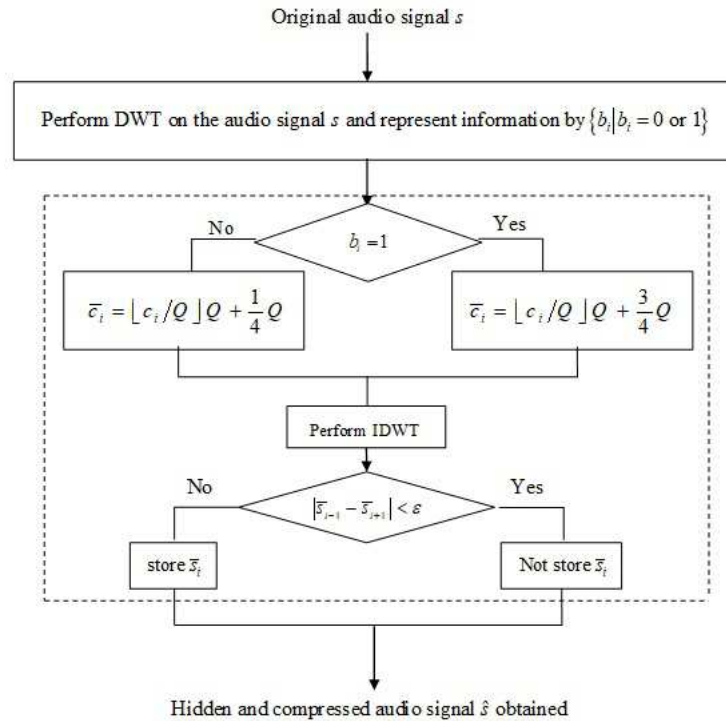 Original audio signal s
Perform DWT on the audio signal s and represent information by {b_i|b_i = 0 or 1}
No
Yes
b_i =1
c̅_i = ⌊c_i/Q⌋Q + 1/4 Q
c̅_i = ⌊c_i/Q⌋Q + 3/4 Q
Perform IDWT
No
Yes
|s̅_{i-1} − s̅_{i+1}| < ε
store s̅_i
Not store s̅_i
Hidden and compressed audio signal ŝ obtained